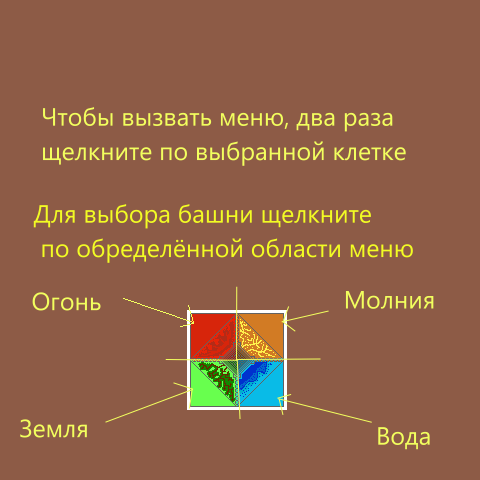 Чтобы вызвать меню, два раза
щелкните по выбранной клетке
Для выбора башни щелкните
по обределённой области меню
Огонь
Молния
Земля
Вода